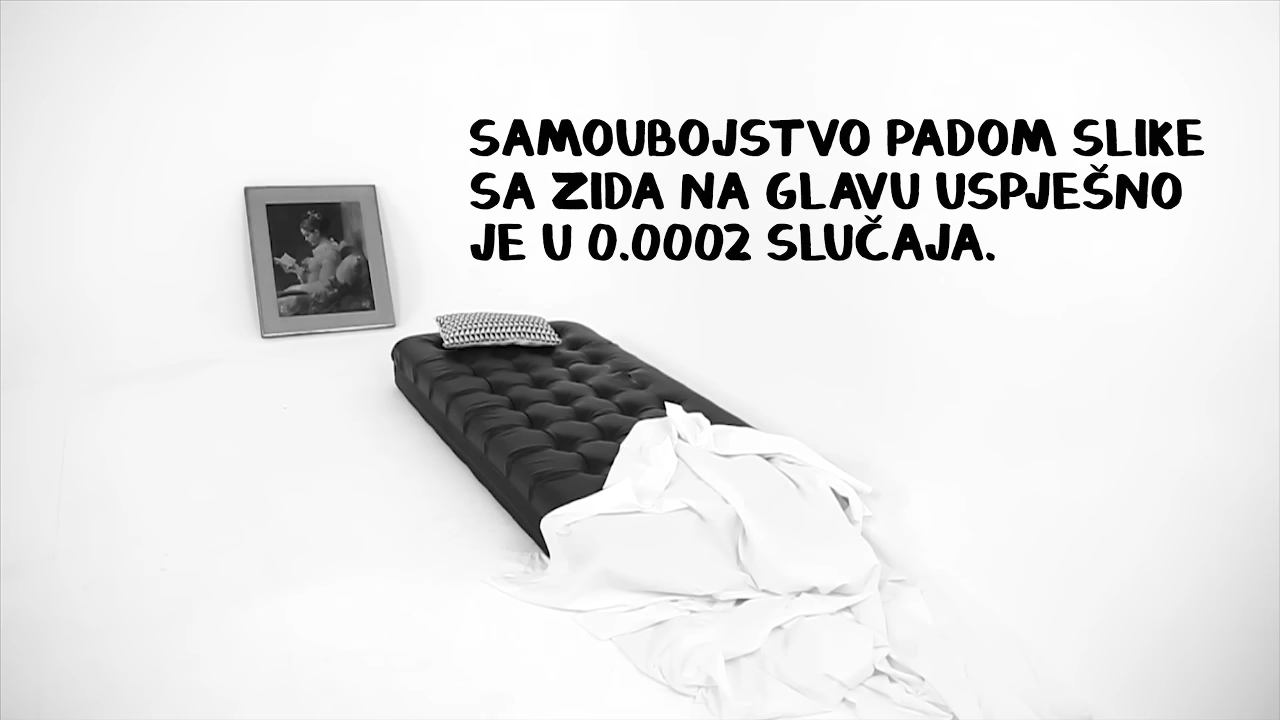 SAMOUBOJSTVO PADOM SLIKE
SA ZIDA NA GLAVU USPJEŠNO
JE U 0.0002 SLUČAJA.